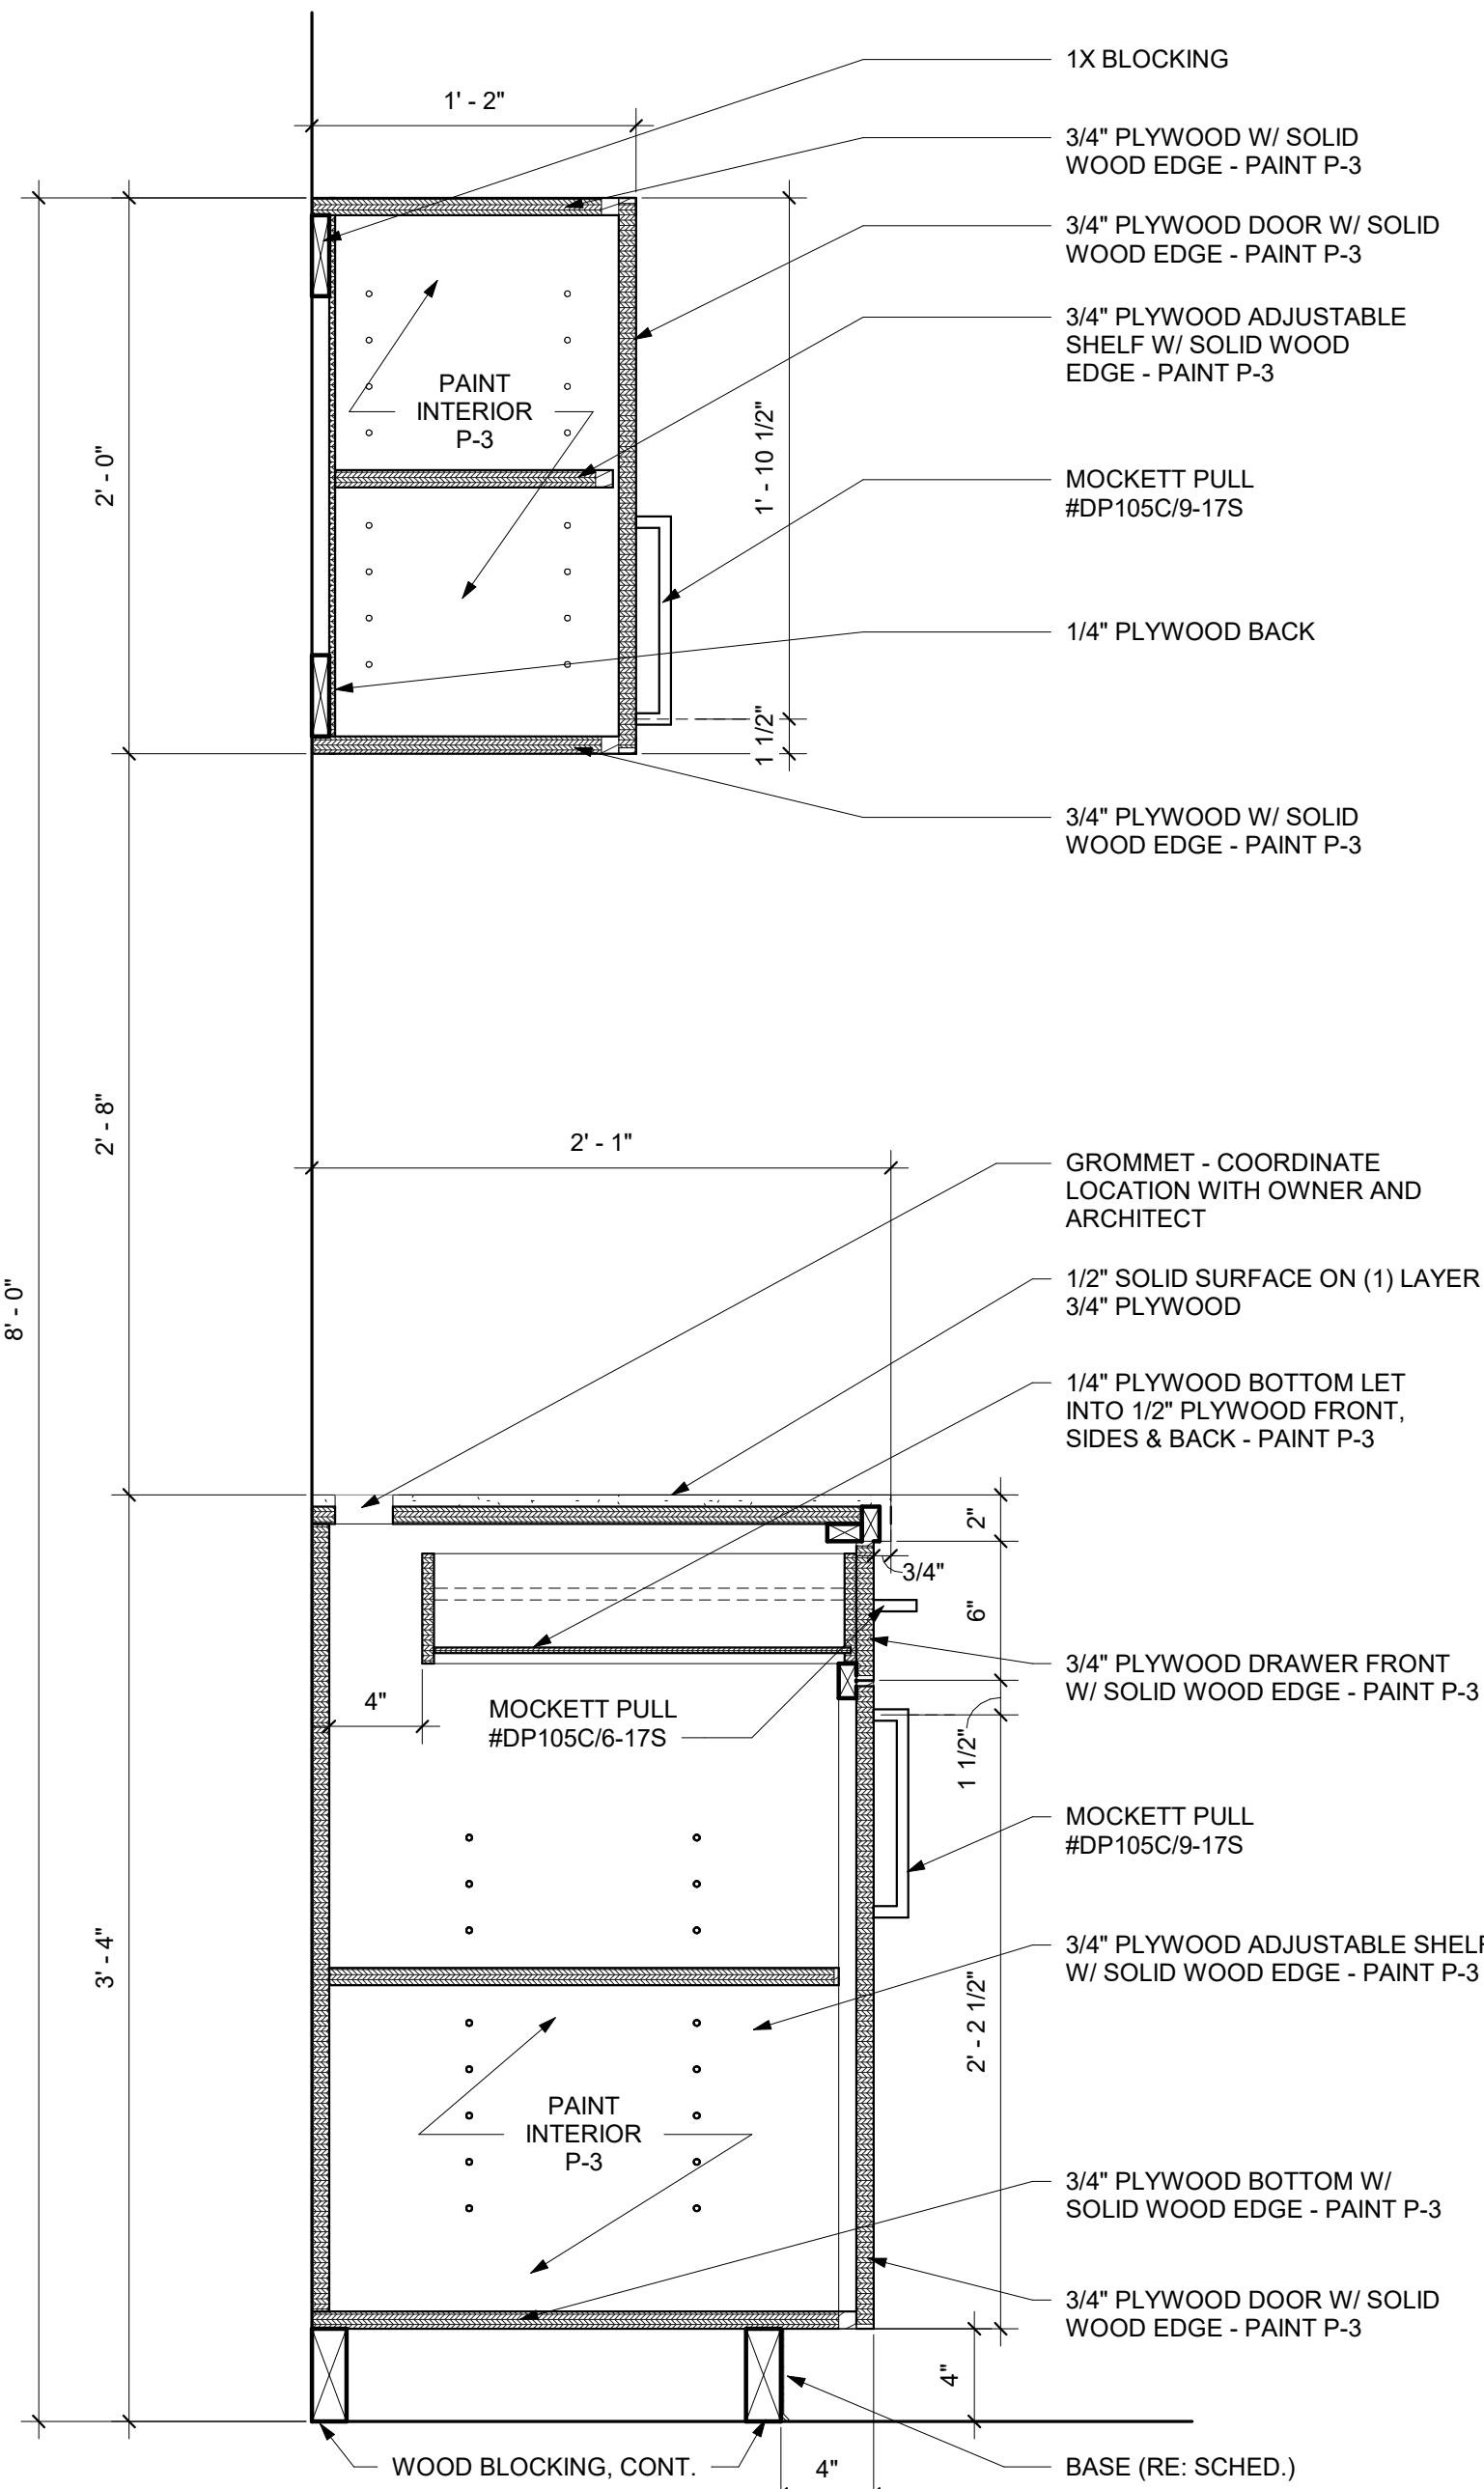 1X BLOCKING
1' - 2"
3/4" PLYWOOD W/ SOLID
WOOD EDGE - PAINT P-3
3/4" PLYWOOD DOOR W/ SOLID
WOOD EDGE - PAINT P-3
3/4" PLYWOOD ADJUSTABLE
SHELF W/ SOLID WOOD
EDGE - PAINT P-3
PAINT
INTERIOR
P-3
2' - 0"
1' - 10 1/2"
MOCKETT PULL
#DP105C/9-17S
1/4" PLYWOOD BACK
1 1/2"
3/4" PLYWOOD W/ SOLID
WOOD EDGE - PAINT P-3
2' - 8"
2' - 1"
GROMMET - COORDINATE
LOCATION WITH OWNER AND
ARCHITECT
8' - 0"
1/2" SOLID SURFACE ON (1) LAYER
3/4" PLYWOOD
1/4" PLYWOOD BOTTOM LET
INTO 1/2" PLYWOOD FRONT,
SIDES & BACK - PAINT P-3
2"
3/4"
6"
3/4" PLYWOOD DRAWER FRONT
W/ SOLID WOOD EDGE - PAINT P-3
4"
MOCKETT PULL
#DP105C/6-17S
1 1/2"
MOCKETT PULL
#DP105C/9-17S
3' - 4"
3/4" PLYWOOD ADJUSTABLE SHELF
W/ SOLID WOOD EDGE - PAINT P-3
2' - 2 1/2"
PAINT
INTERIOR
P-3
3/4" PLYWOOD BOTTOM W/
SOLID WOOD EDGE - PAINT P-3
3/4" PLYWOOD DOOR W/ SOLID
WOOD EDGE - PAINT P-3
4"
WOOD BLOCKING, CONT.
4"
BASE (RE: SCHED.)